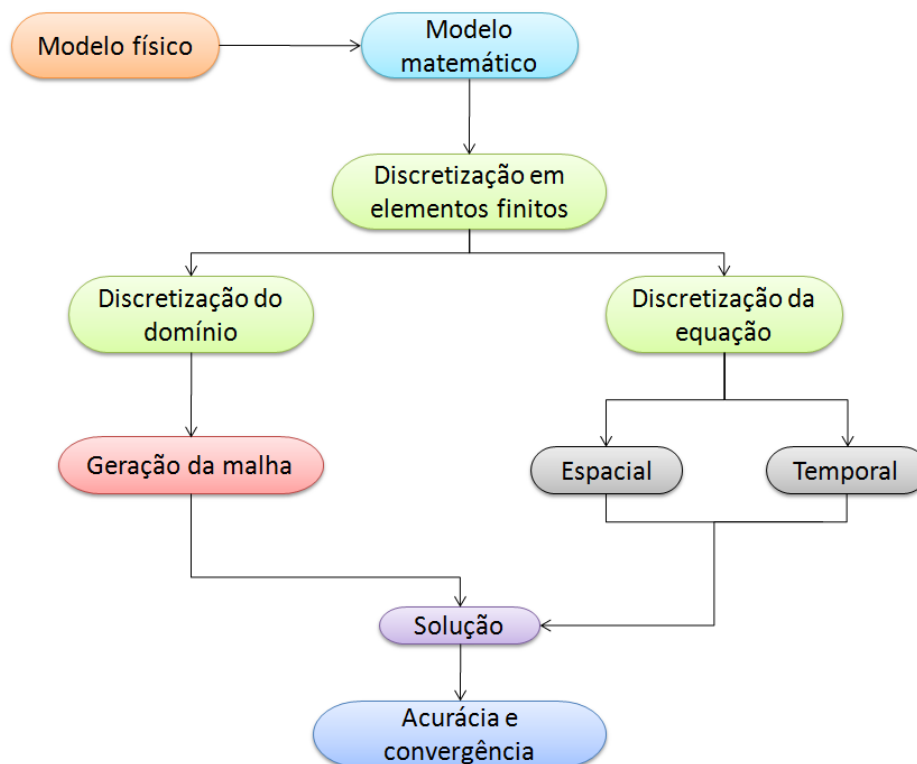 Modelo físico
Modelo
matemático
Discretização em
elementos finitos
Discretização do
domínio
Discretização da
equação
Geração da malha
Espacial
Temporal
Solução
Acurácia e
convergência